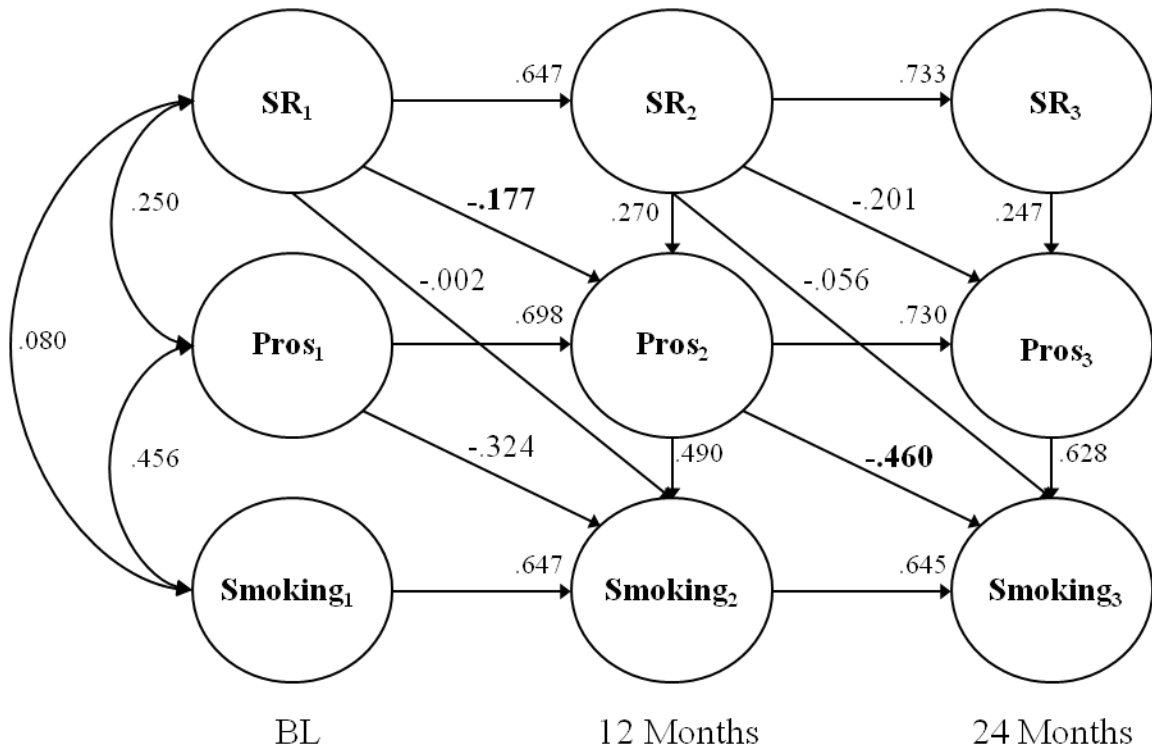 .647
.733
SR₁
SR₂
SR₃
.250
-.177
.270
-.201
.247
-.002
-.056
.698
.730
.080
Pros₁
Pros₂
Pros₃
.456
-.324
.490
-.460
.628
.647
.645
Smoking₁
Smoking₂
Smoking₃
BL
12 Months
24 Months